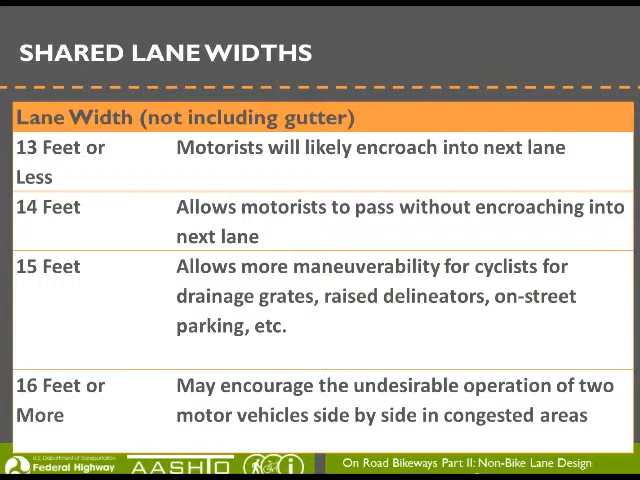 SHARED LANE WIDTHS
Lane Width (not including gutter)
13 Feet or Less
Motorists will likely encroach into next lane
14 Feet
Allows motorists to pass without encroaching into
next lane
15 Feet
Allows more maneuverability for cyclists for
drainage grates, raised delineators, on-street
parking, etc.
16 Feet or More
May encourage the undesirable operation of two
motor vehicles side by side in congested areas
U.S. Department of Transportation
Federal Highway
AASHTO
On Road Bikeways Part II: Non-Bike Lane Design